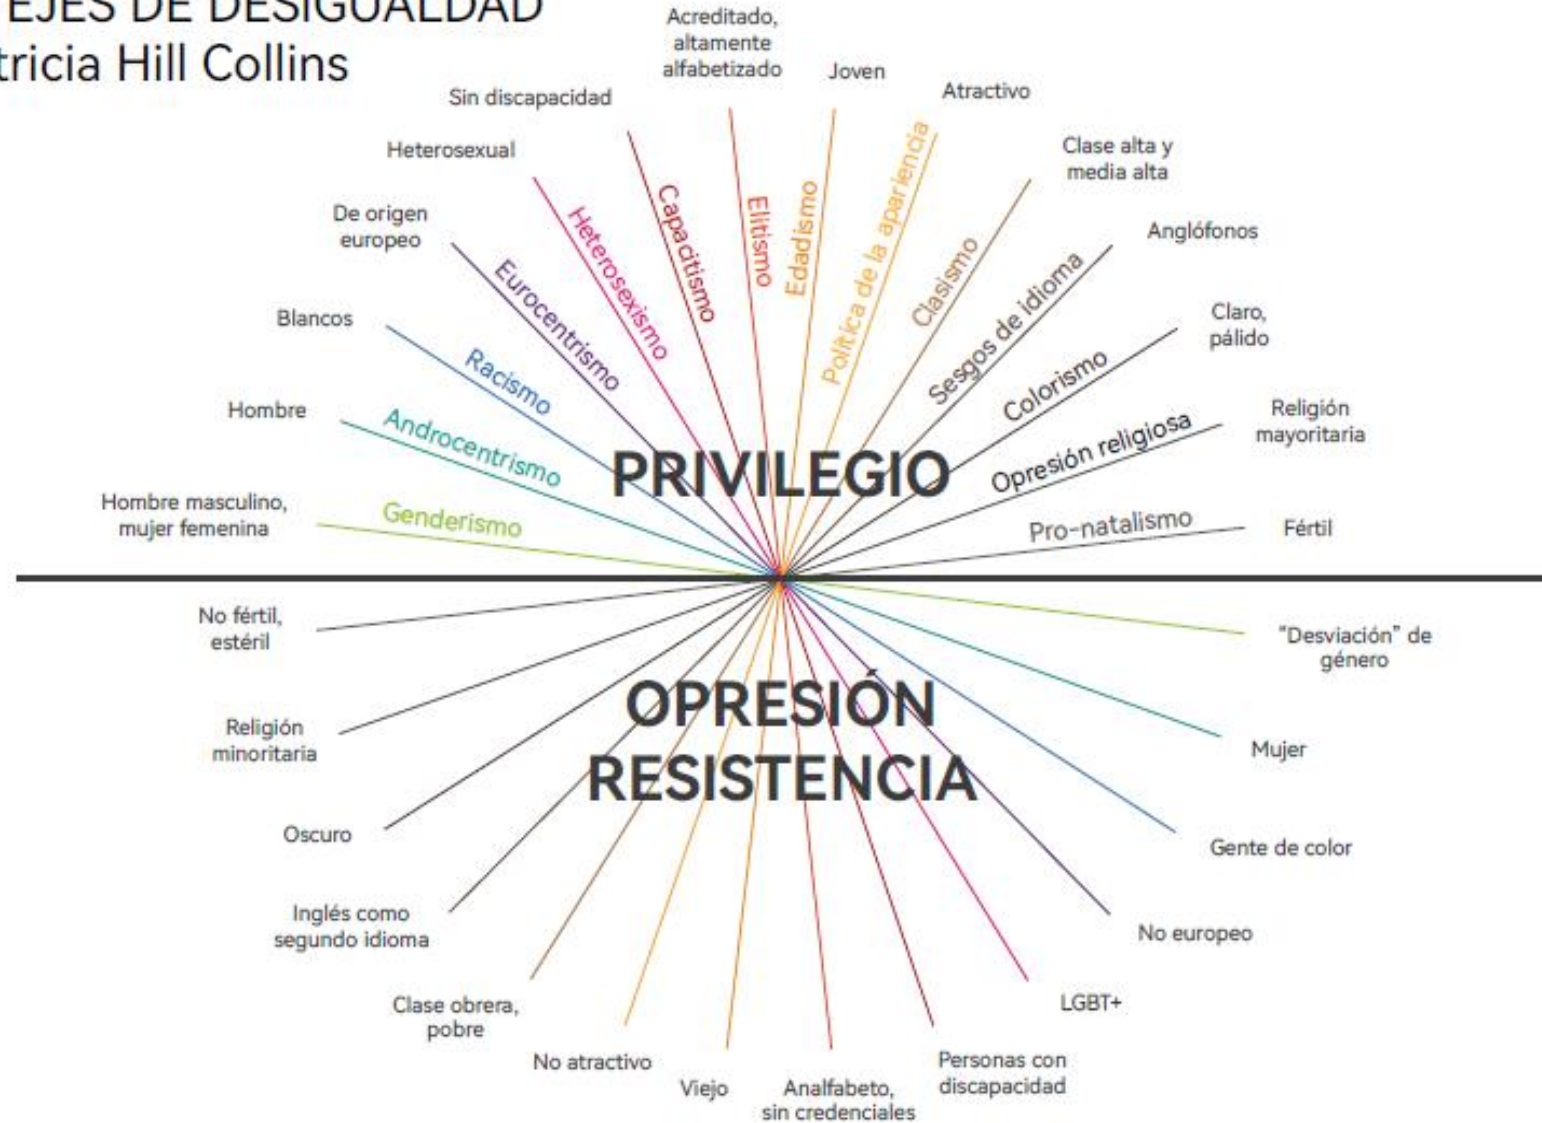 EJES DE DESIGUALDAD
tricia Hill Collins
Acreditado,
altamente
alfabetizado
Joven
Atractivo
Sin discapacidad
Heterosexual
Clase alta y
media alta
De origen
europeo
Anglófonos
Blancos
Claro,
pálido
Hombre
Religión
mayoritaria
Hombre masculino,
mujer femenina
Fértil
Genderismo
Androcentrismo
Racismo
Eurocentrismo
Heterosexismo
Capacitismo
Elitismo
Edadismo
Política de la apariencia
Clasismo
Sesgos de idioma
Colorismo
Opresión religiosa
Pro-natalismo
PRIVILEGIO
OPRESIÓN
RESISTENCIA
No fértil,
estéril
"Desviación" de
género
Religión
minoritaria
Mujer
Oscuro
Gente de color
Inglés como
segundo idioma
No europeo
Clase obrera,
pobre
LGBT+
No atractivo
Viejo
Analfabeto,
sin credenciales
Personas con
discapacidad